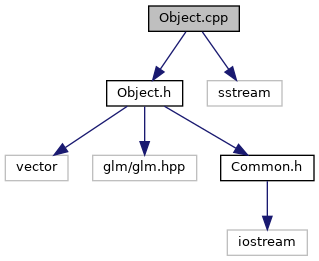 Object.cpp
Object.h
sstream
vector
glm/glm.hpp
Common.h
iostream